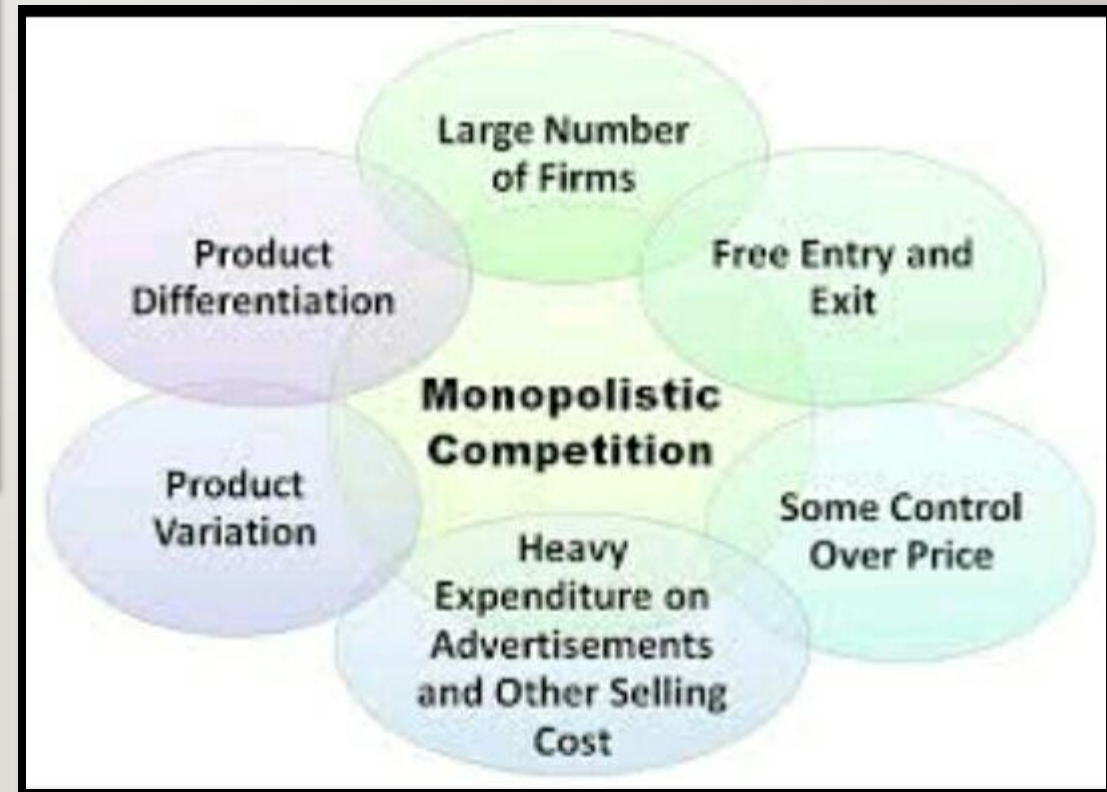 Large Number
of Firms
Free Entry and
Exit
Some Control
Over Price
Heavy
Expenditure on
Advertisements
and Other Selling
Cost
Product
Variation
Product
Differentiation
Monopolistic
Competition